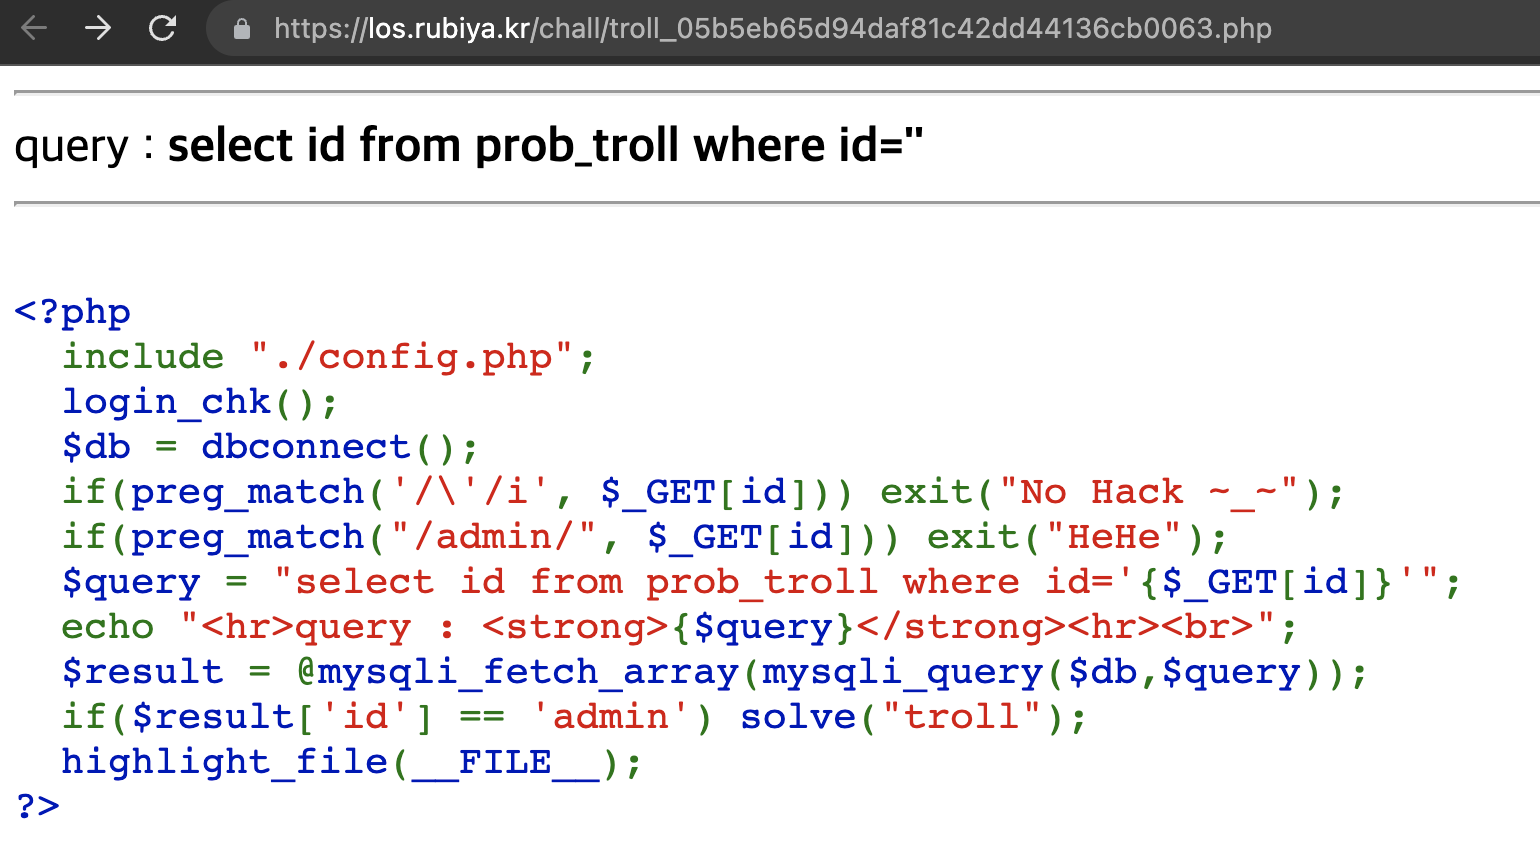 https://los.rubiya.kr/chall/troll_05b5eb65d94daf81c42dd44136cb0063.php
query : select id from prob_troll where id=''
<?php
  include "./config.php";
  login_chk();
  $db = dbconnect();
  if(preg_match('/\'/i', $_GET[id])) exit("No Hack ~_~");
  if(preg_match("/admin/", $_GET[id])) exit("HeHe");
  $query = "select id from prob_troll where id='{$_GET[id]}'";
  echo "<hr>query : <strong>{$query}</strong><hr><br>";
  $result = @mysqli_fetch_array(mysqli_query($db,$query));
  if($result['id'] == 'admin') solve("troll");
  highlight_file(__FILE__);
?>